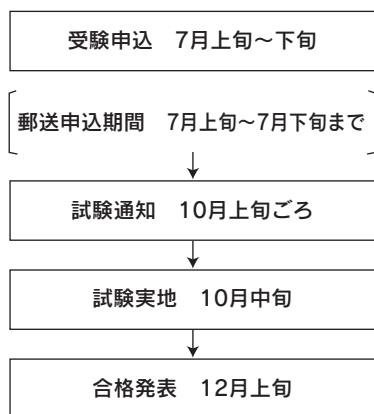 受験申込　7月上旬～下旬
郵送申込期間　7月上旬～7月下旬まで
試験通知　10月上旬ごろ
試験実地　10月中旬
合格発表　12月上旬